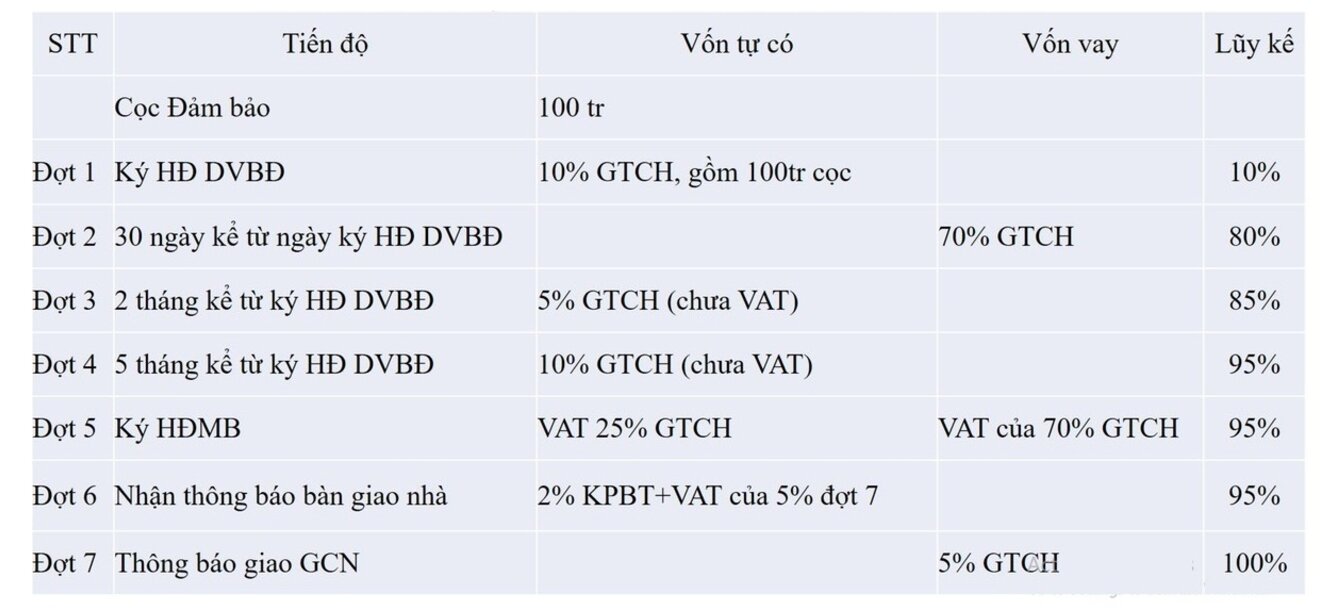 STT Tiến độ Vốn tự có Vốn vay Lũy kế
Cọc Đảm bảo 100 tr
Đợt 1 Ký HĐ DVBĐ 10% GTCH, gồm 100tr cọc 10%
Đợt 2 30 ngày kể từ ngày ký HĐ DVBĐ 70% GTCH 80%
Đợt 3 2 tháng kể từ ký HĐ DVBĐ 5% GTCH (chưa VAT) 85%
Đợt 4 5 tháng kể từ ký HĐ DVBĐ 10% GTCH (chưa VAT) 95%
Đợt 5 Ký HĐMB VAT 25% GTCH VAT của 70% GTCH 95%
Đợt 6 Nhận thông báo bàn giao nhà 2% KPBT+VAT của 5% đợt 7 95%
Đợt 7 Thông báo giao GCN 5% GTCH 100%